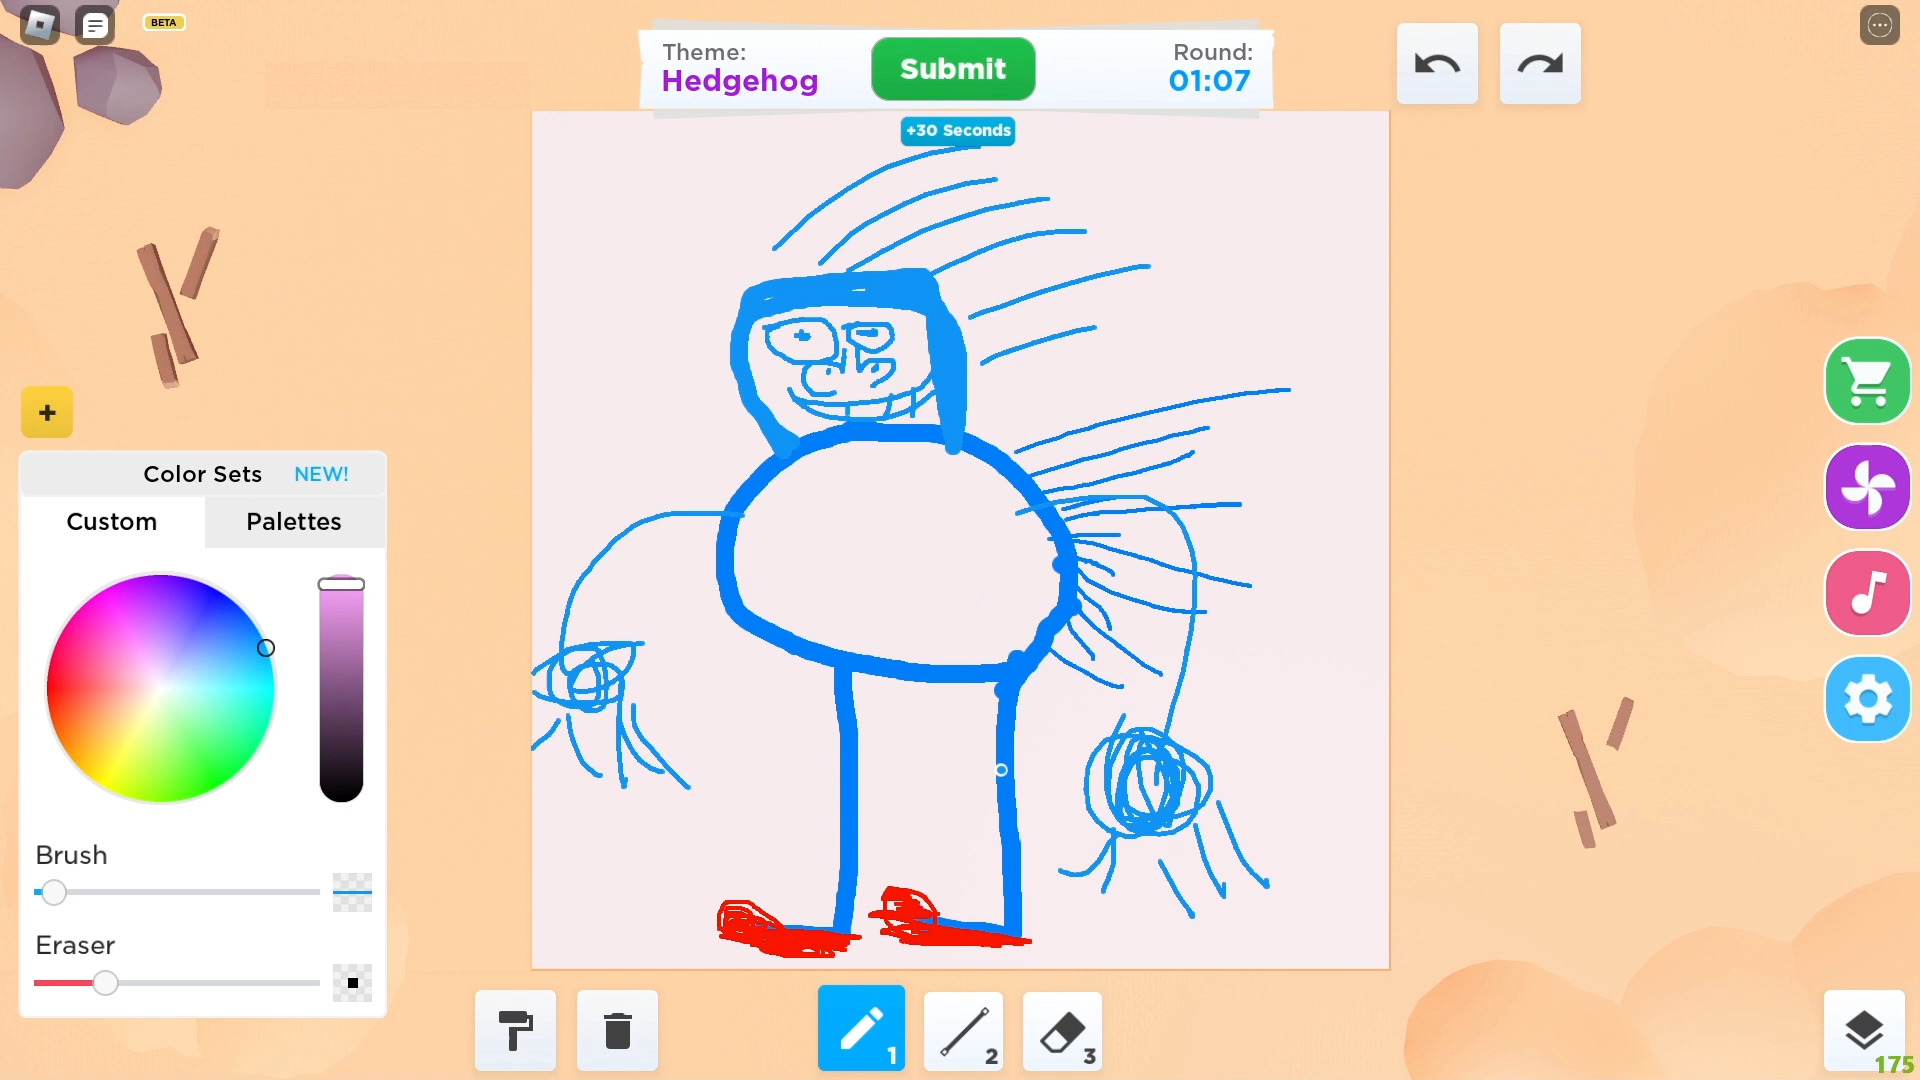 BETA
Theme:
Hedgehog
Submit
Round:
01:07
+30 Seconds
+
Color Sets NEW!
Custom Palettes
Brush
Eraser
1
2
3
175